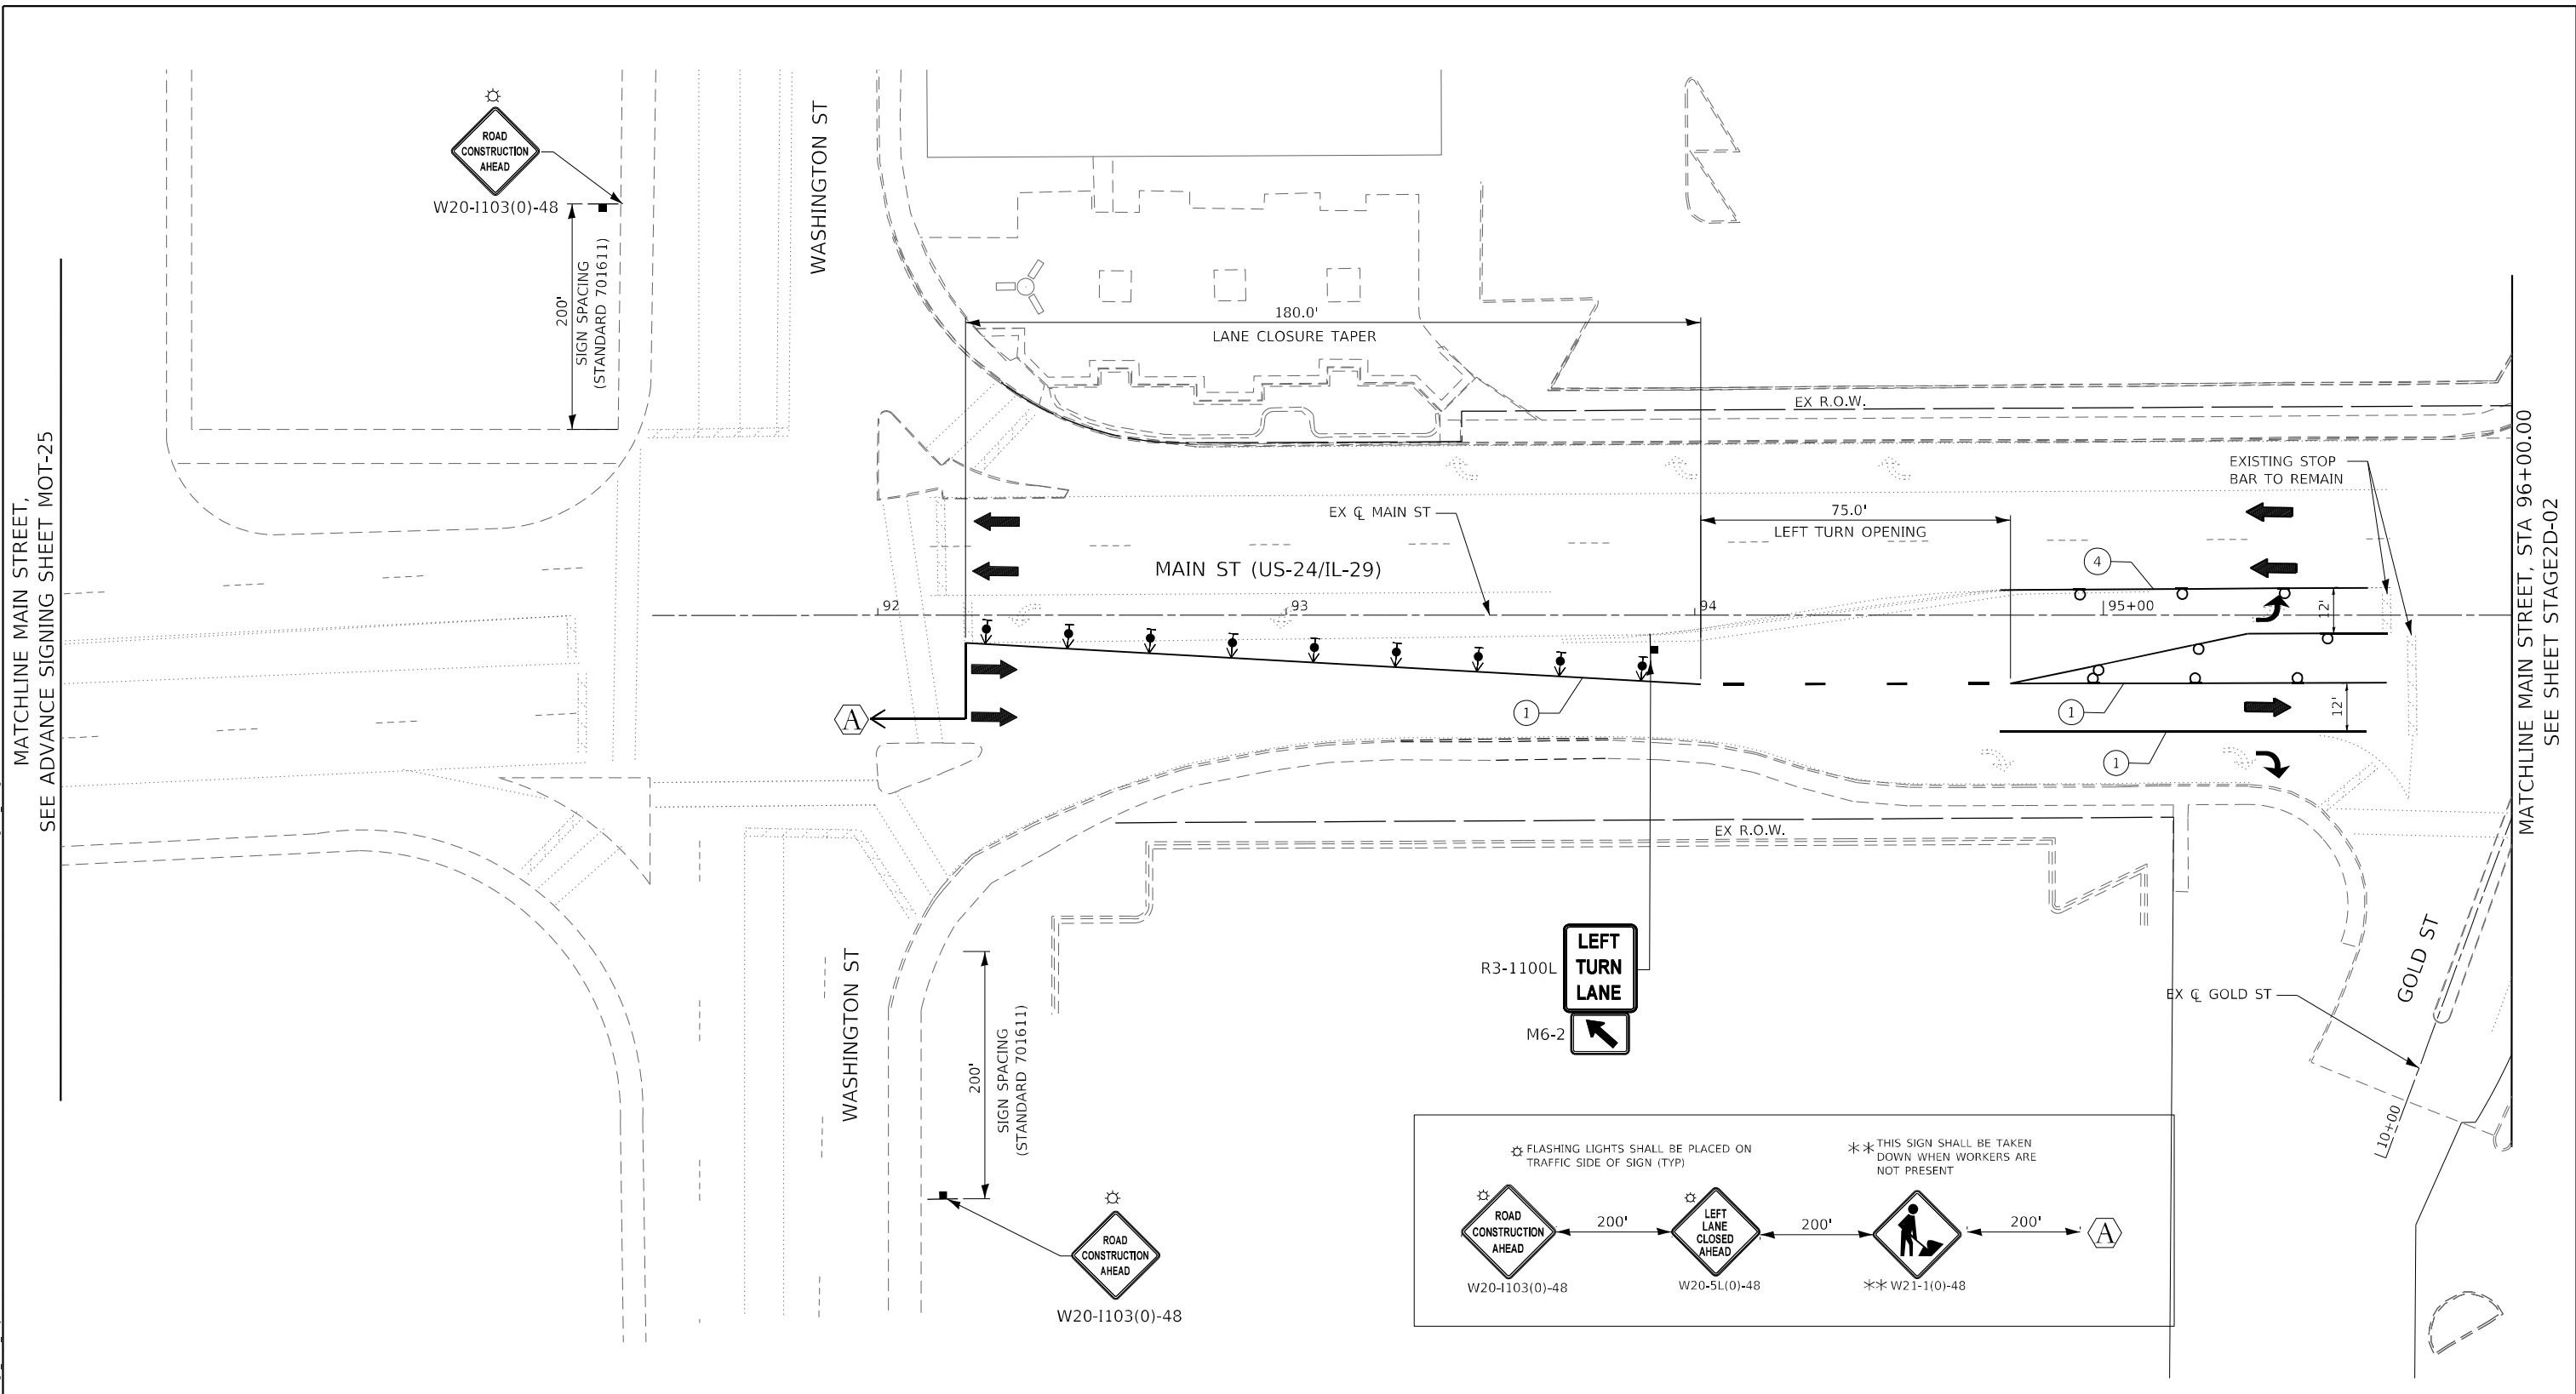 ROAD
CONSTRUCTION
AHEAD
W20-I103(0)-48
200'
SIGN SPACING
(STANDARD 701611)
WASHINGTON ST
180.0'
LANE CLOSURE TAPER
EX R.O.W.
MATCHLINE MAIN STREET,
SEE ADVANCE SIGNING SHEET MOT-25
EXISTING STOP
BAR TO REMAIN
EX ℄ MAIN ST
75.0'
LEFT TURN OPENING
MAIN ST (US-24/IL-29)
4
92
93
94
95+00
12'
A
1
1
12'
1
MATCHLINE MAIN STREET, STA 96+00.00
SEE SHEET STAGE2D-02
EX R.O.W.
WASHINGTON ST
200'
SIGN SPACING
(STANDARD 701611)
ROAD
CONSTRUCTION
AHEAD
W20-I103(0)-48
R3-1100L
LEFT
TURN
LANE
M6-2
GOLD ST
EX ℄ GOLD ST
10+00
FLASHING LIGHTS SHALL BE PLACED ON
TRAFFIC SIDE OF SIGN (TYP)
** THIS SIGN SHALL BE TAKEN
DOWN WHEN WORKERS ARE
NOT PRESENT
ROAD
CONSTRUCTION
AHEAD
W20-I103(0)-48
200'
LEFT
LANE
CLOSED
AHEAD
W20-5L(0)-48
200'
** W21-1(0)-48
200'
A